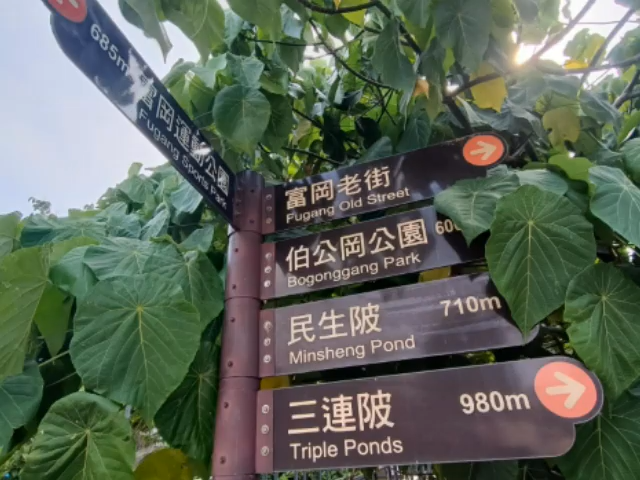 685m
富岡運動公園
Fugang Sports Park
富岡老街
Fugang Old Street
伯公岡公園 600
Bogonggang Park
民生陂 710m
Minsheng Pond
三連陂 980m
Triple Ponds